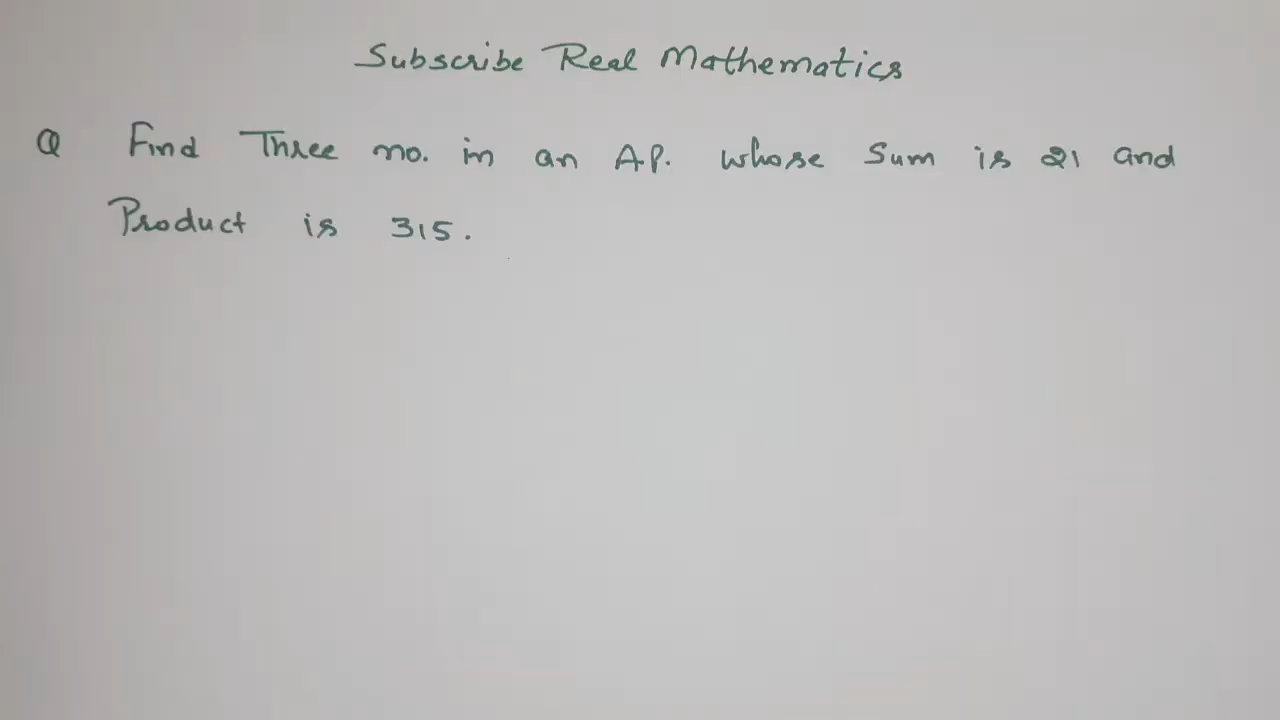 Subscribe Real Mathematics
Q Find Three no. in an A.P. whose Sum is 21 and
Product is 315.